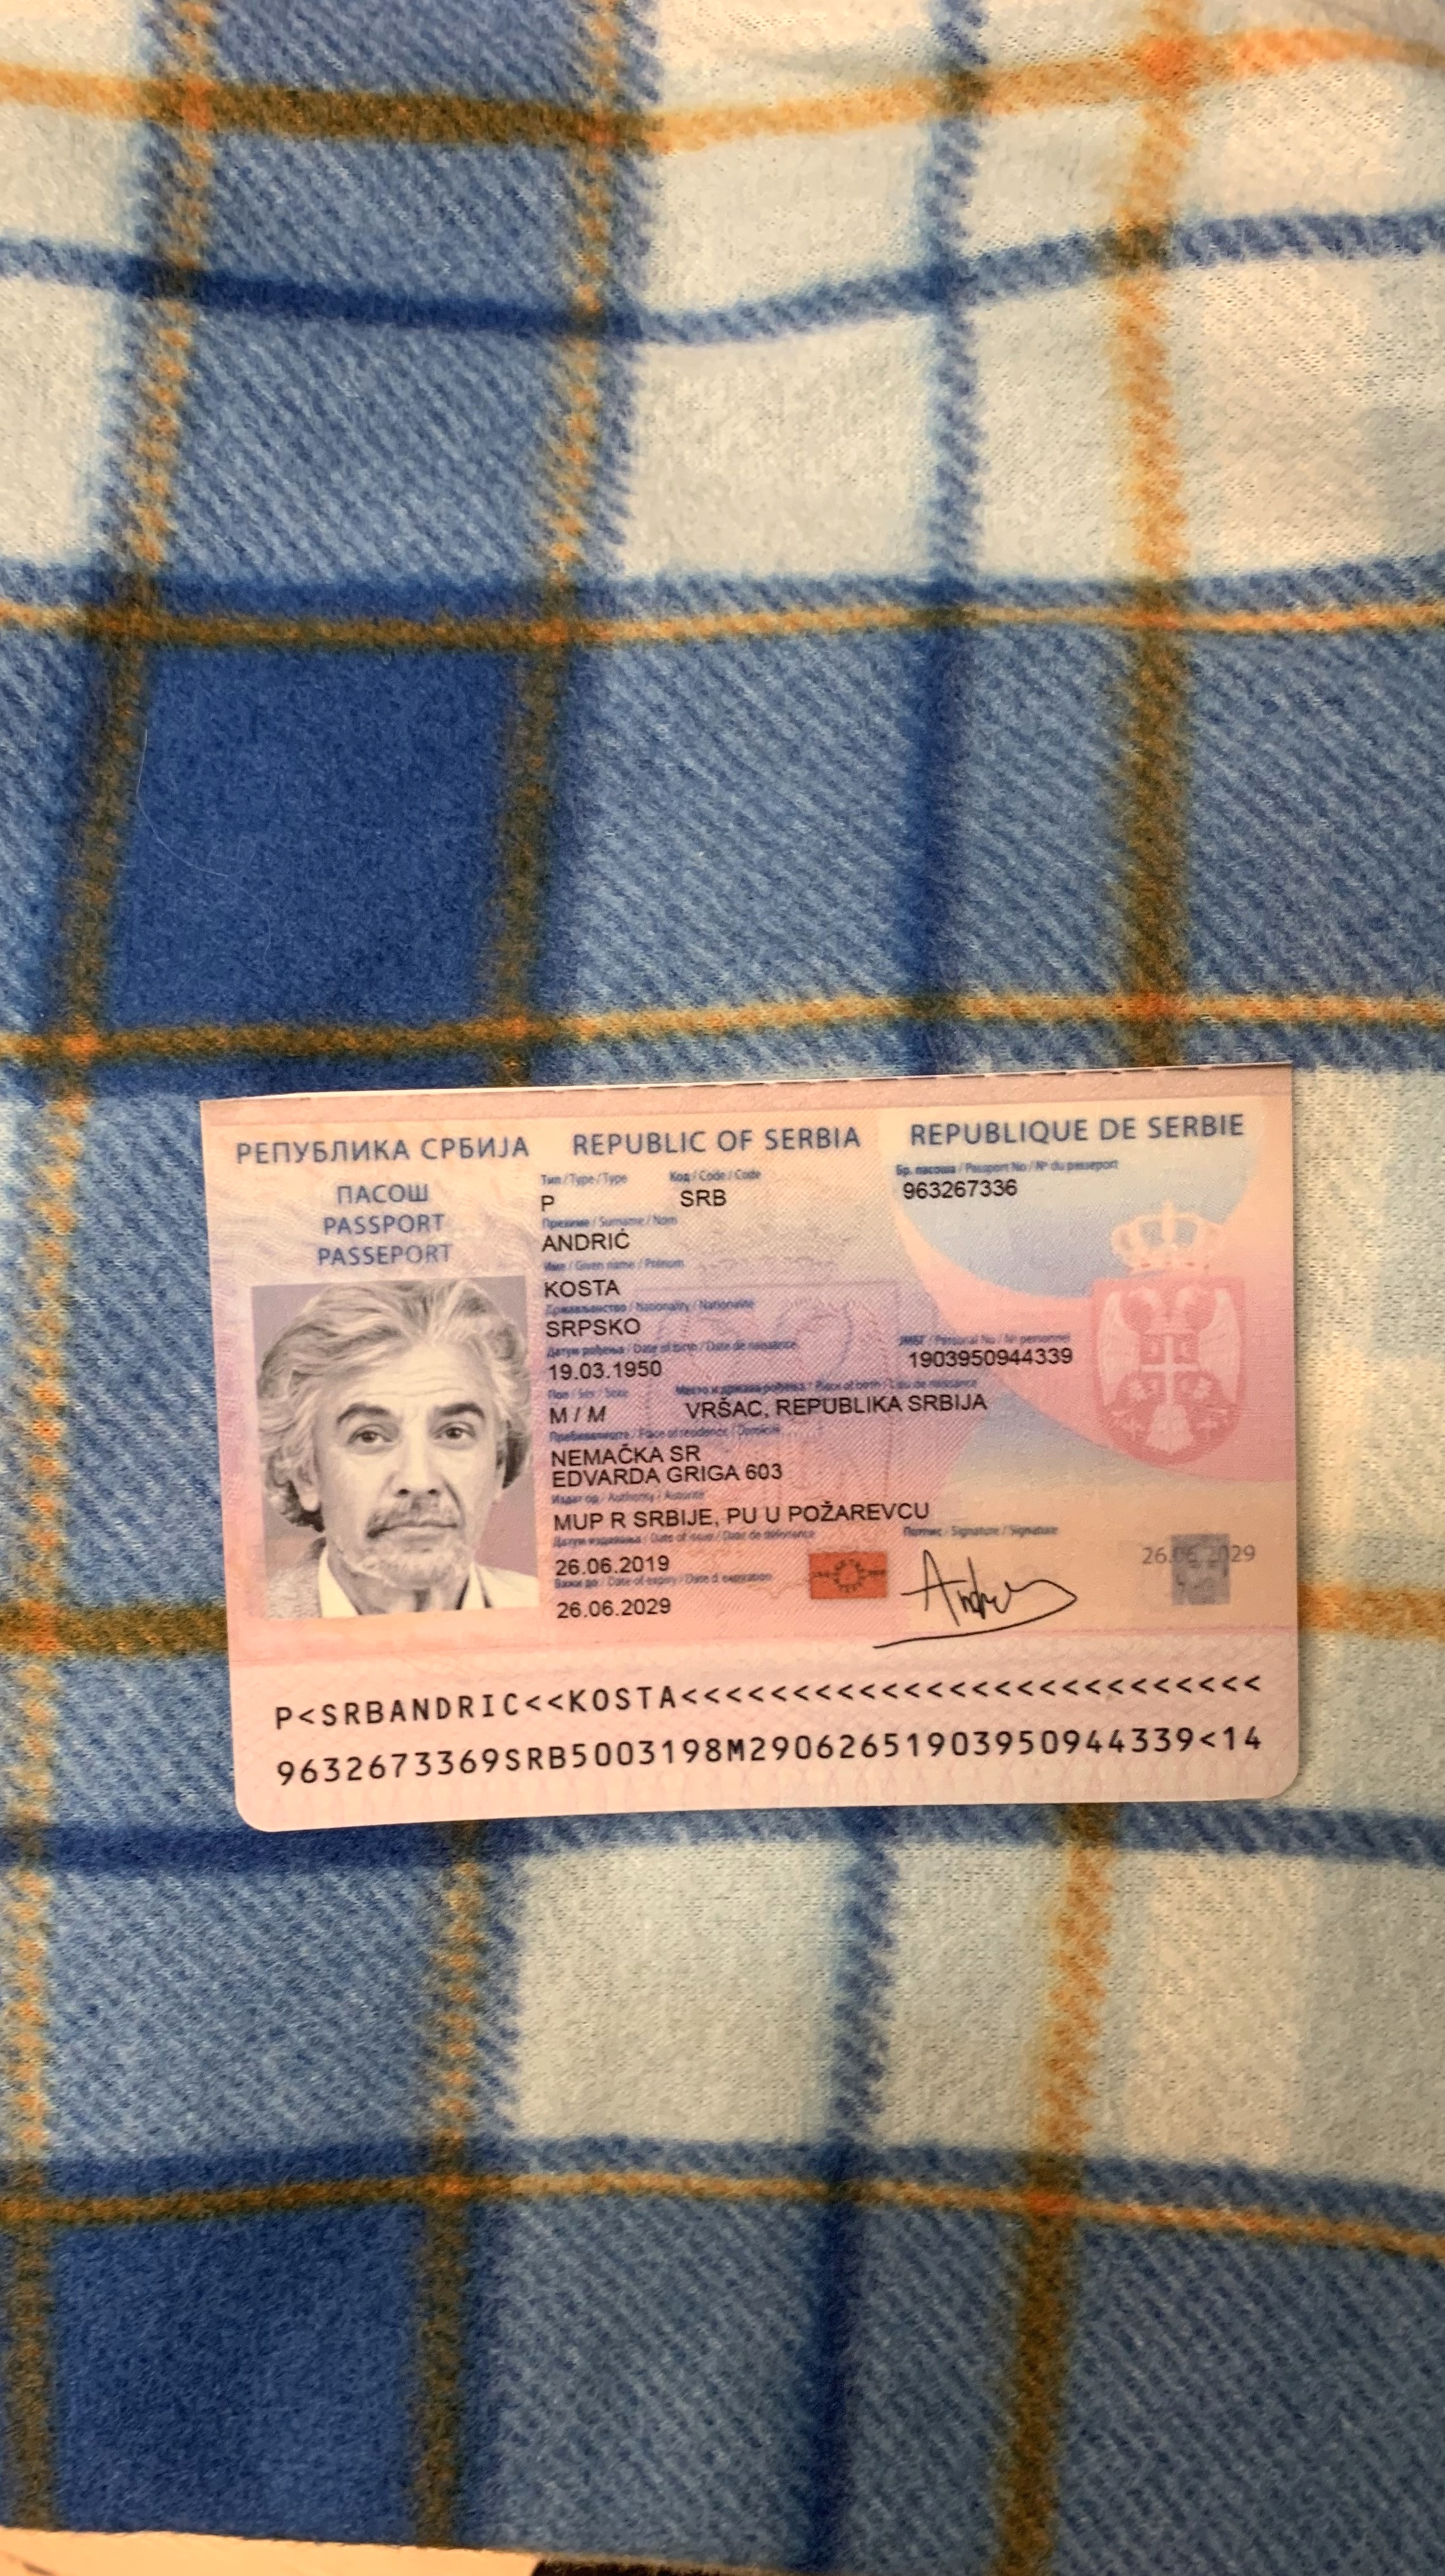 РЕПУБЛИКА СРБИЈА REPUBLIC OF SERBIA REPUBLIQUE DE SERBIE
ПАСОШ
PASSPORT
PASSEPORT
Тип / Type / Type Код / Code / Code Бр. пасоша / Passport No / Nº du passeport
P SRB 963267336
Презиме / Surname / Nom
ANDRIĆ
Име / Given name / Prénom
KOSTA
Држављанство / Nationality / Nationalité
SRPSKO
Датум рођења / Date of birth / Date de naissance ЈМБГ / Personal No / Nº personnel
19.03.1950 1903950944339
Пол / Sex / Sexe Место и држава рођења / Place of birth / Lieu de naissance
M / M VRŠAC, REPUBLIKA SRBIJA
Пребивалиште / Place of residence / Domicile
NEMAČKA SR
EDVARDA GRIGA 603
Издат од / Authority / Autorité
MUP R SRBIJE, PU U POŽAREVCU
Датум издавања / Date of issue / Date de délivrance Потпис / Signature / Signature
26.06.2019 26.06.2029
Важи до / Date of expiry / Date d expiration
26.06.2029
P<SRBANDRIC<<KOSTA<<<<<<<<<<<<<<<<<<<<<<<<<<
9632673369SRB5003198M29062651903950944339<14